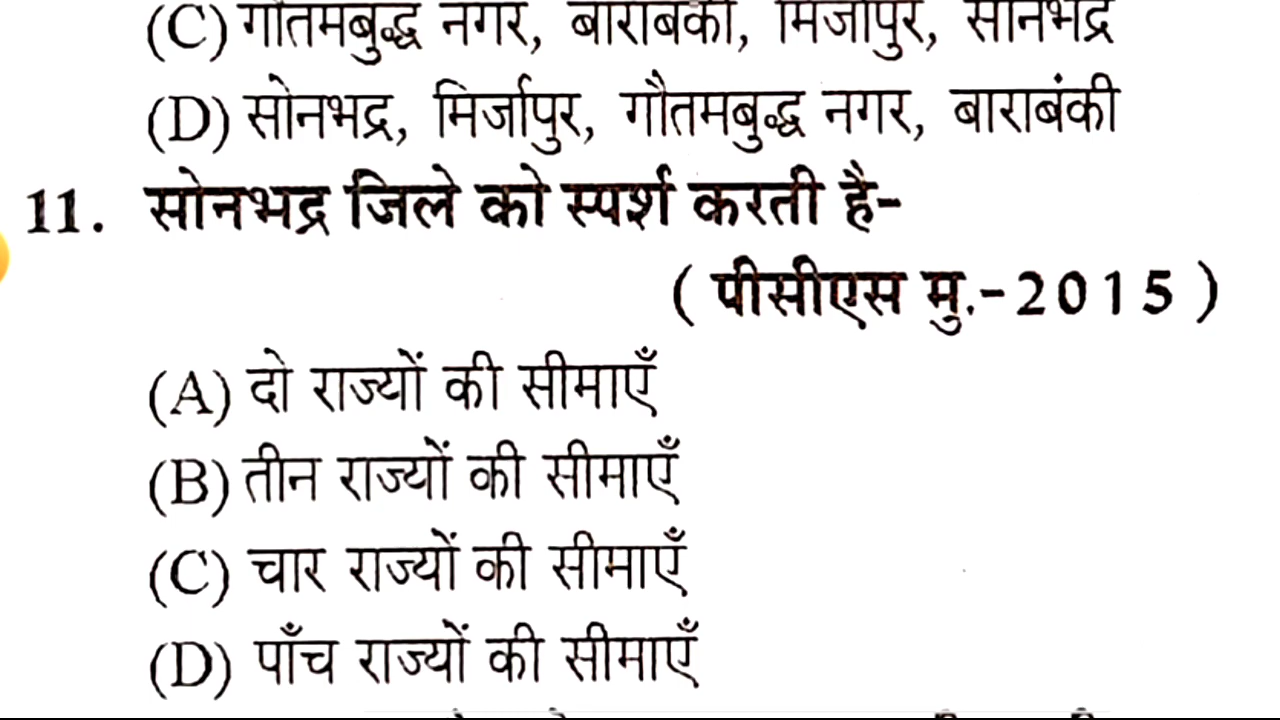 (C) गौतमबुद्ध नगर, बाराबंकी, मिर्जापुर, सोनभद्र
(D) सोनभद्र, मिर्जापुर, गौतमबुद्ध नगर, बाराबंकी
11. सोनभद्र जिले को स्पर्श करती है-
( पीसीएस मु.-2015 )
(A) दो राज्यों की सीमाएँ
(B) तीन राज्यों की सीमाएँ
(C) चार राज्यों की सीमाएँ
(D) पाँच राज्यों की सीमाएँ